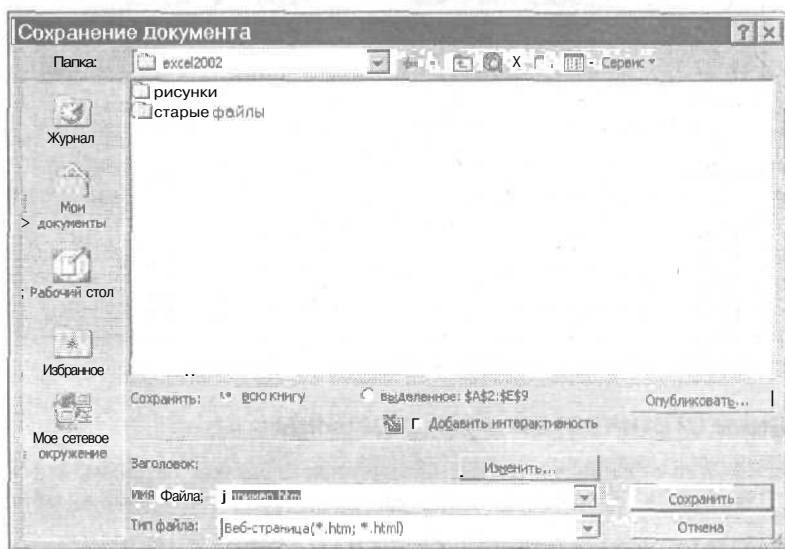 Сохранение документа
Папка: excel2002 Сервис
рисунки
старые файлы
Журнал
Мои
документы
Рабочий стол
Избранное
Мое сетевое
окружение
Сохранить: всю книгу выделенное: $A$2:$E$9 Опубликовать...
Добавить интерактивность
Заголовок: Изменить...
Имя Файла; пример.htm Сохранить
Тип файла: Веб-страница(*.htm; *.html) Отмена